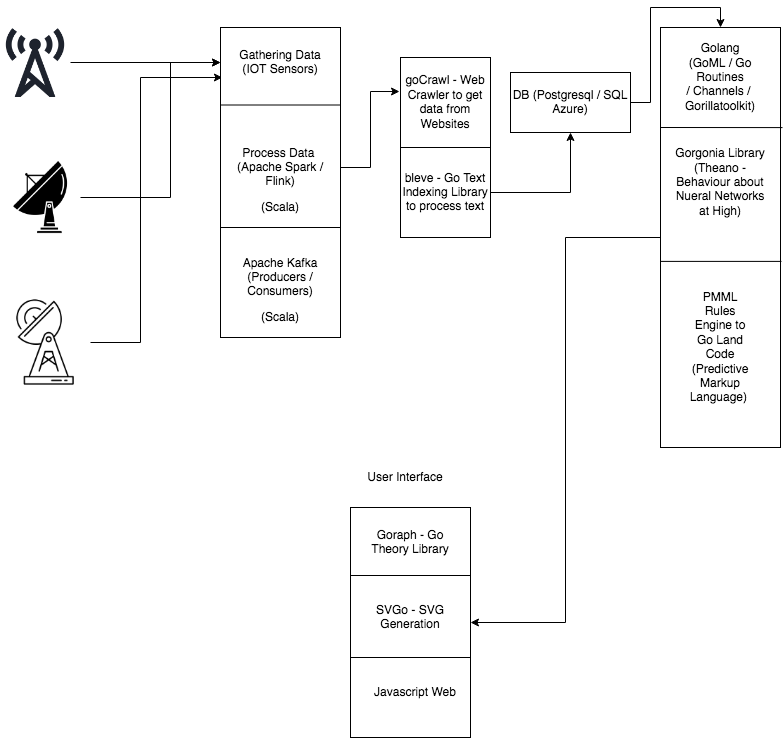 Gathering Data
(IOT Sensors)
Process Data
(Apache Spark /
Flink)
(Scala)
Apache Kafka
(Producers /
Consumers)
(Scala)
goCrawl - Web
Crawler to get
data from
Websites
bleve - Go Text
Indexing Library
to process text
DB (Postgresql / SQL
Azure)
Golang
(GoML / Go
Routines
/ Channels /
Gorillatoolkit)
Gorgonia Library
(Theano -
Behaviour about
Nueral Networks
at High)
PMML
Rules
Engine to
Go Land
Code
(Predictive
Markup
Language)
User Interface
Goraph - Go
Theory Library
SVGo - SVG
Generation
Javascript Web